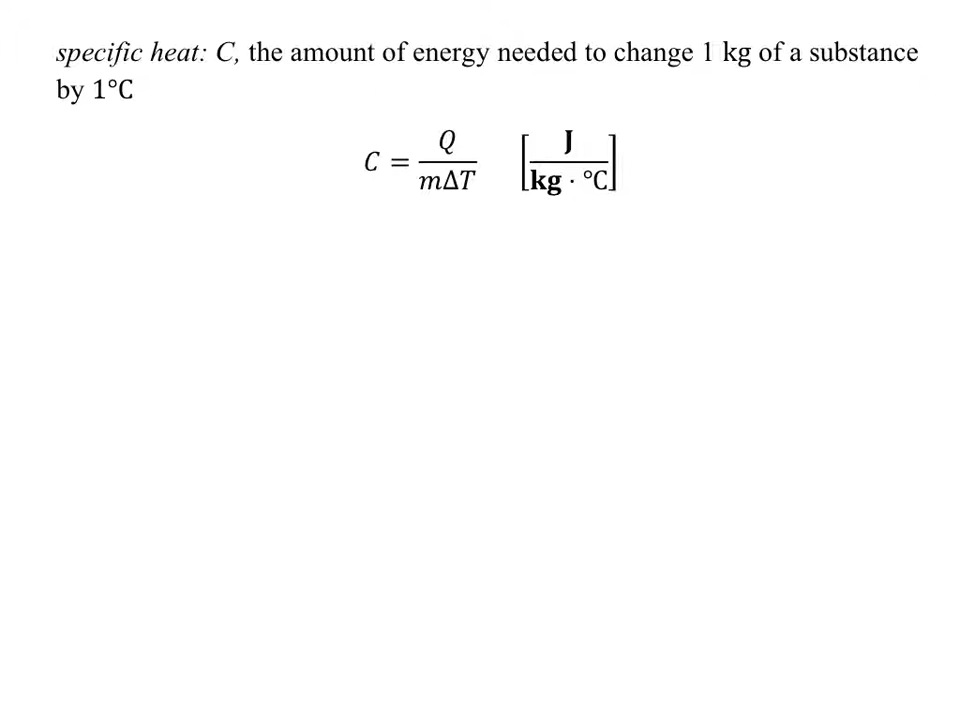 specific heat: C, the amount of energy needed to change 1 kg of a substance
by 1°C
C = Q / mΔT [J / kg · °C]